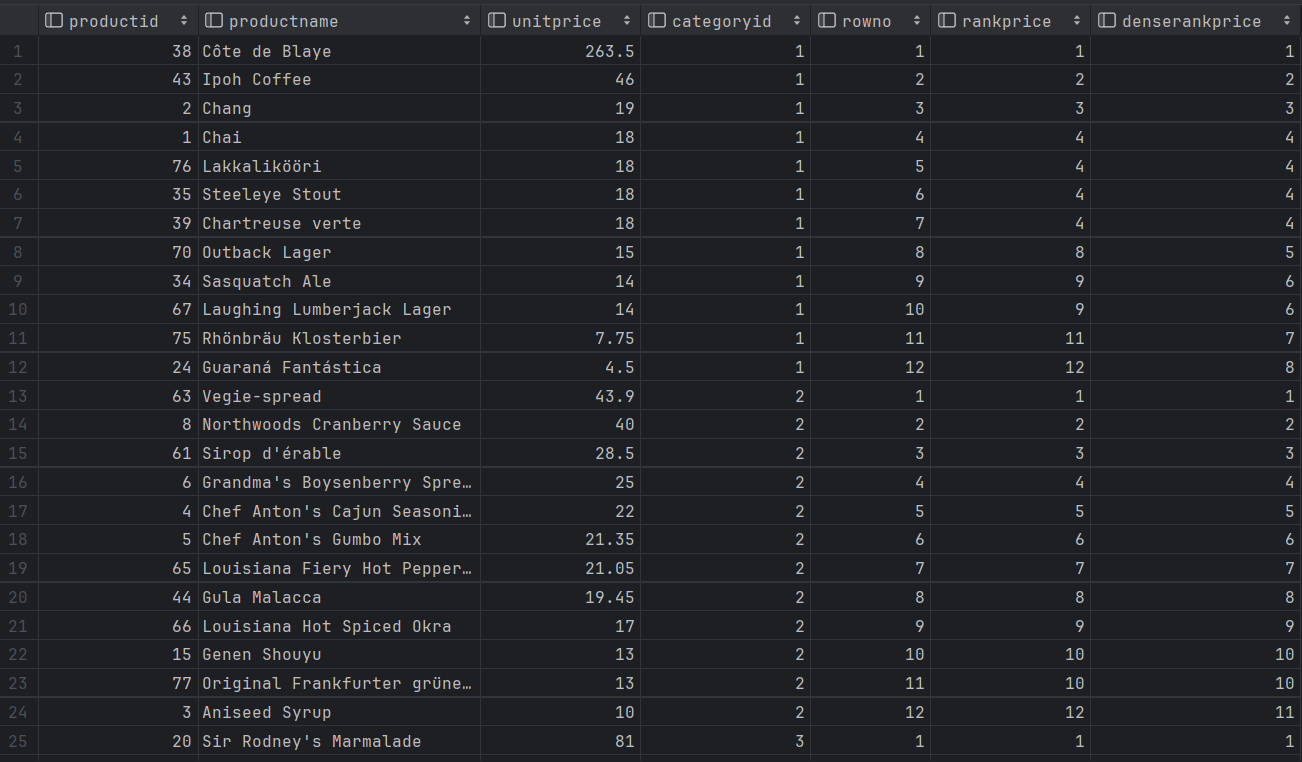 productid productname unitprice categoryid rowno rankprice denserankprice
1 38 Côte de Blaye 263.5 1 1 1 1
2 43 Ipoh Coffee 46 1 2 2 2
3 2 Chang 19 1 3 3 3
4 1 Chai 18 1 4 4 4
5 76 Lakkalikööri 18 1 5 4 4
6 35 Steeleye Stout 18 1 6 4 4
7 39 Chartreuse verte 18 1 7 4 4
8 70 Outback Lager 15 1 8 8 5
9 34 Sasquatch Ale 14 1 9 9 6
10 67 Laughing Lumberjack Lager 14 1 10 9 6
11 75 Rhönbräu Klosterbier 7.75 1 11 11 7
12 24 Guaraná Fantástica 4.5 1 12 12 8
13 63 Vegie-spread 43.9 2 1 1 1
14 8 Northwoods Cranberry Sauce 40 2 2 2 2
15 61 Sirop d'érable 28.5 2 3 3 3
16 6 Grandma's Boysenberry Spre… 25 2 4 4 4
17 4 Chef Anton's Cajun Seasoni… 22 2 5 5 5
18 5 Chef Anton's Gumbo Mix 21.35 2 6 6 6
19 65 Louisiana Fiery Hot Pepper… 21.05 2 7 7 7
20 44 Gula Malacca 19.45 2 8 8 8
21 66 Louisiana Hot Spiced Okra 17 2 9 9 9
22 15 Genen Shouyu 13 2 10 10 10
23 77 Original Frankfurter grüne… 13 2 11 10 10
24 3 Aniseed Syrup 10 2 12 12 11
25 20 Sir Rodney's Marmalade 81 3 1 1 1